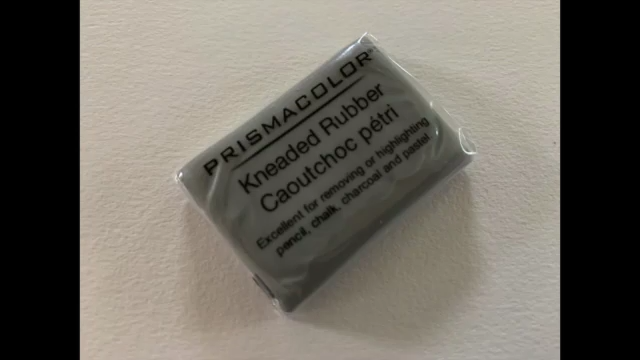 PRISMACOLOR
Kneaded Rubber
Caoutchoc pétri
Excellent for removing or highlighting
pencil, chalk, charcoal and pastel